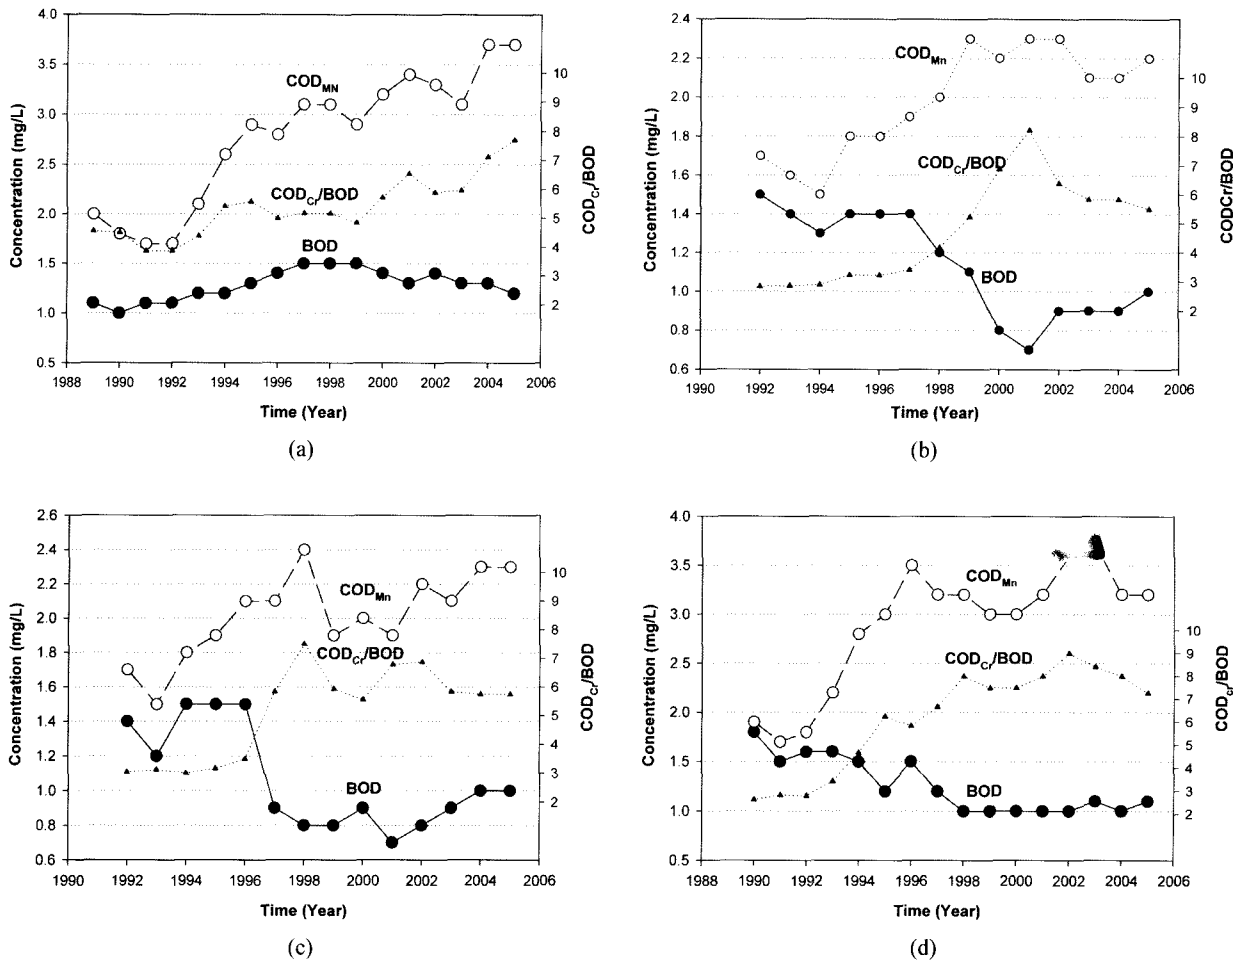 4.0
3.5
3.0
2.5
2.0
1.5
1.0
0.5
Concentration (mg/L)
10
9
8
7
6
5
4
3
2
COD_Cr/BOD
COD_MN
COD_Cr/BOD
BOD
1988 1990 1992 1994 1996 1998 2000 2002 2004 2006
Time (Year)
(a)
2.4
2.2
2.0
1.8
1.6
1.4
1.2
1.0
0.8
0.6
Concentration (mg/L)
10
9
8
7
6
5
4
3
2
CODCr/BOD
COD_Mn
COD_Cr/BOD
BOD
1990 1992 1994 1996 1998 2000 2002 2004 2006
Time (Year)
(b)
2.6
2.4
2.2
2.0
1.8
1.6
1.4
1.2
1.0
0.8
0.6
Concentration (mg/L)
10
9
8
7
6
5
4
3
2
COD_Cr/BOD
COD_Mn
COD_Cr/BOD
BOD
1990 1992 1994 1996 1998 2000 2002 2004 2006
Time (Year)
(c)
4.0
3.5
3.0
2.5
2.0
1.5
1.0
0.5
Concentration (mg/L)
10
9
8
7
6
5
4
3
2
COD_cr/BOD
COD_Mn
COD_Cr/BOD
BOD
1988 1990 1992 1994 1996 1998 2000 2002 2004 2006
Time (Year)
(d)